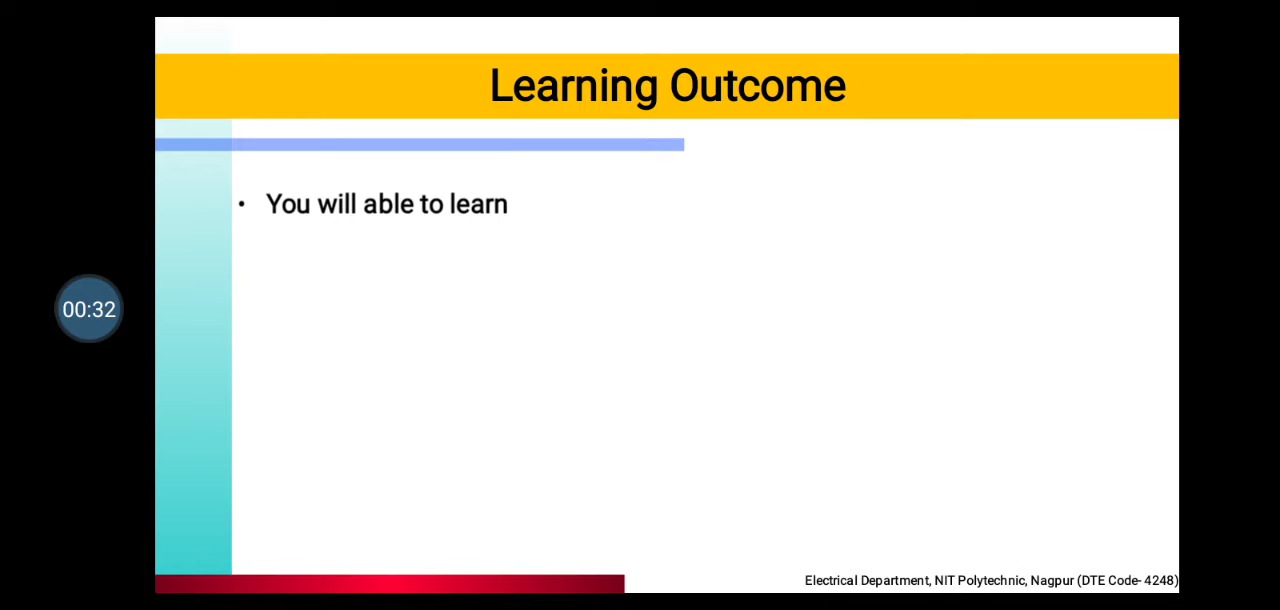 Learning Outcome
• You will able to learn
00:32
Electrical Department, NIT Polytechnic, Nagpur (DTE Code- 4248)